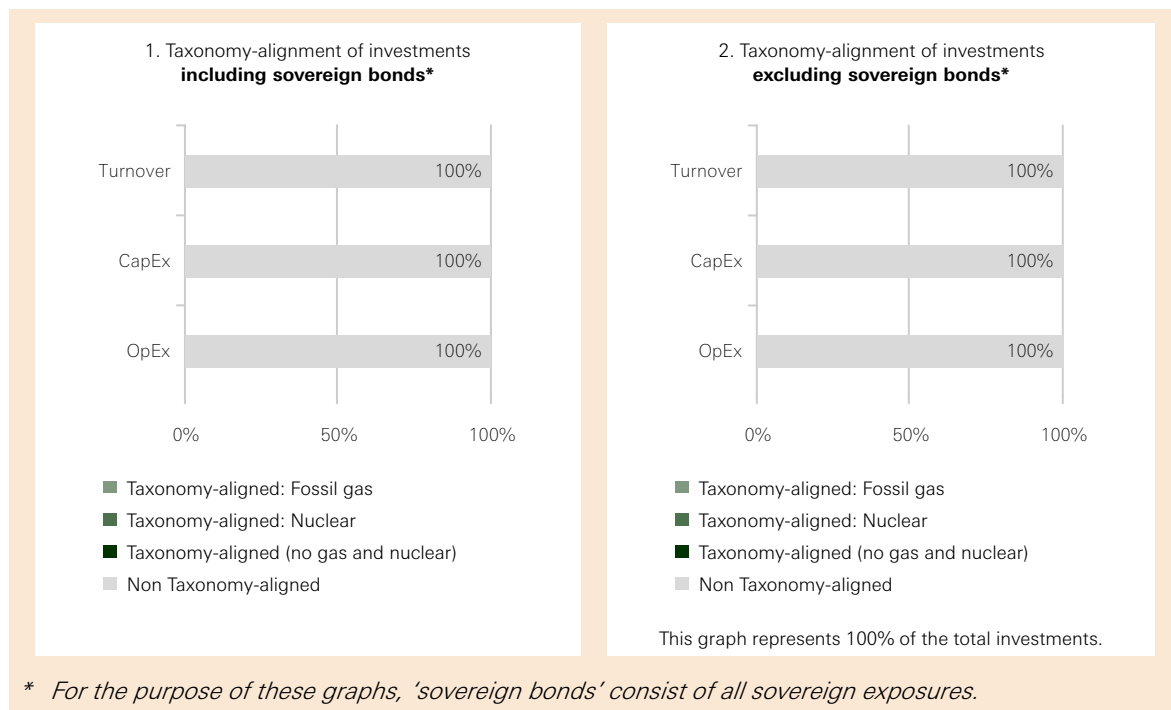 1. Taxonomy-alignment of investments
including sovereign bonds*
Turnover
100%
CapEx
100%
OpEx
100%
0%
50%
100%
Taxonomy-aligned: Fossil gas
Taxonomy-aligned: Nuclear
Taxonomy-aligned (no gas and nuclear)
Non Taxonomy-aligned
2. Taxonomy-alignment of investments
excluding sovereign bonds*
Turnover
100%
CapEx
100%
OpEx
100%
0%
50%
100%
Taxonomy-aligned: Fossil gas
Taxonomy-aligned: Nuclear
Taxonomy-aligned (no gas and nuclear)
Non Taxonomy-aligned
This graph represents 100% of the total investments.
* For the purpose of these graphs, ‘sovereign bonds’ consist of all sovereign exposures.